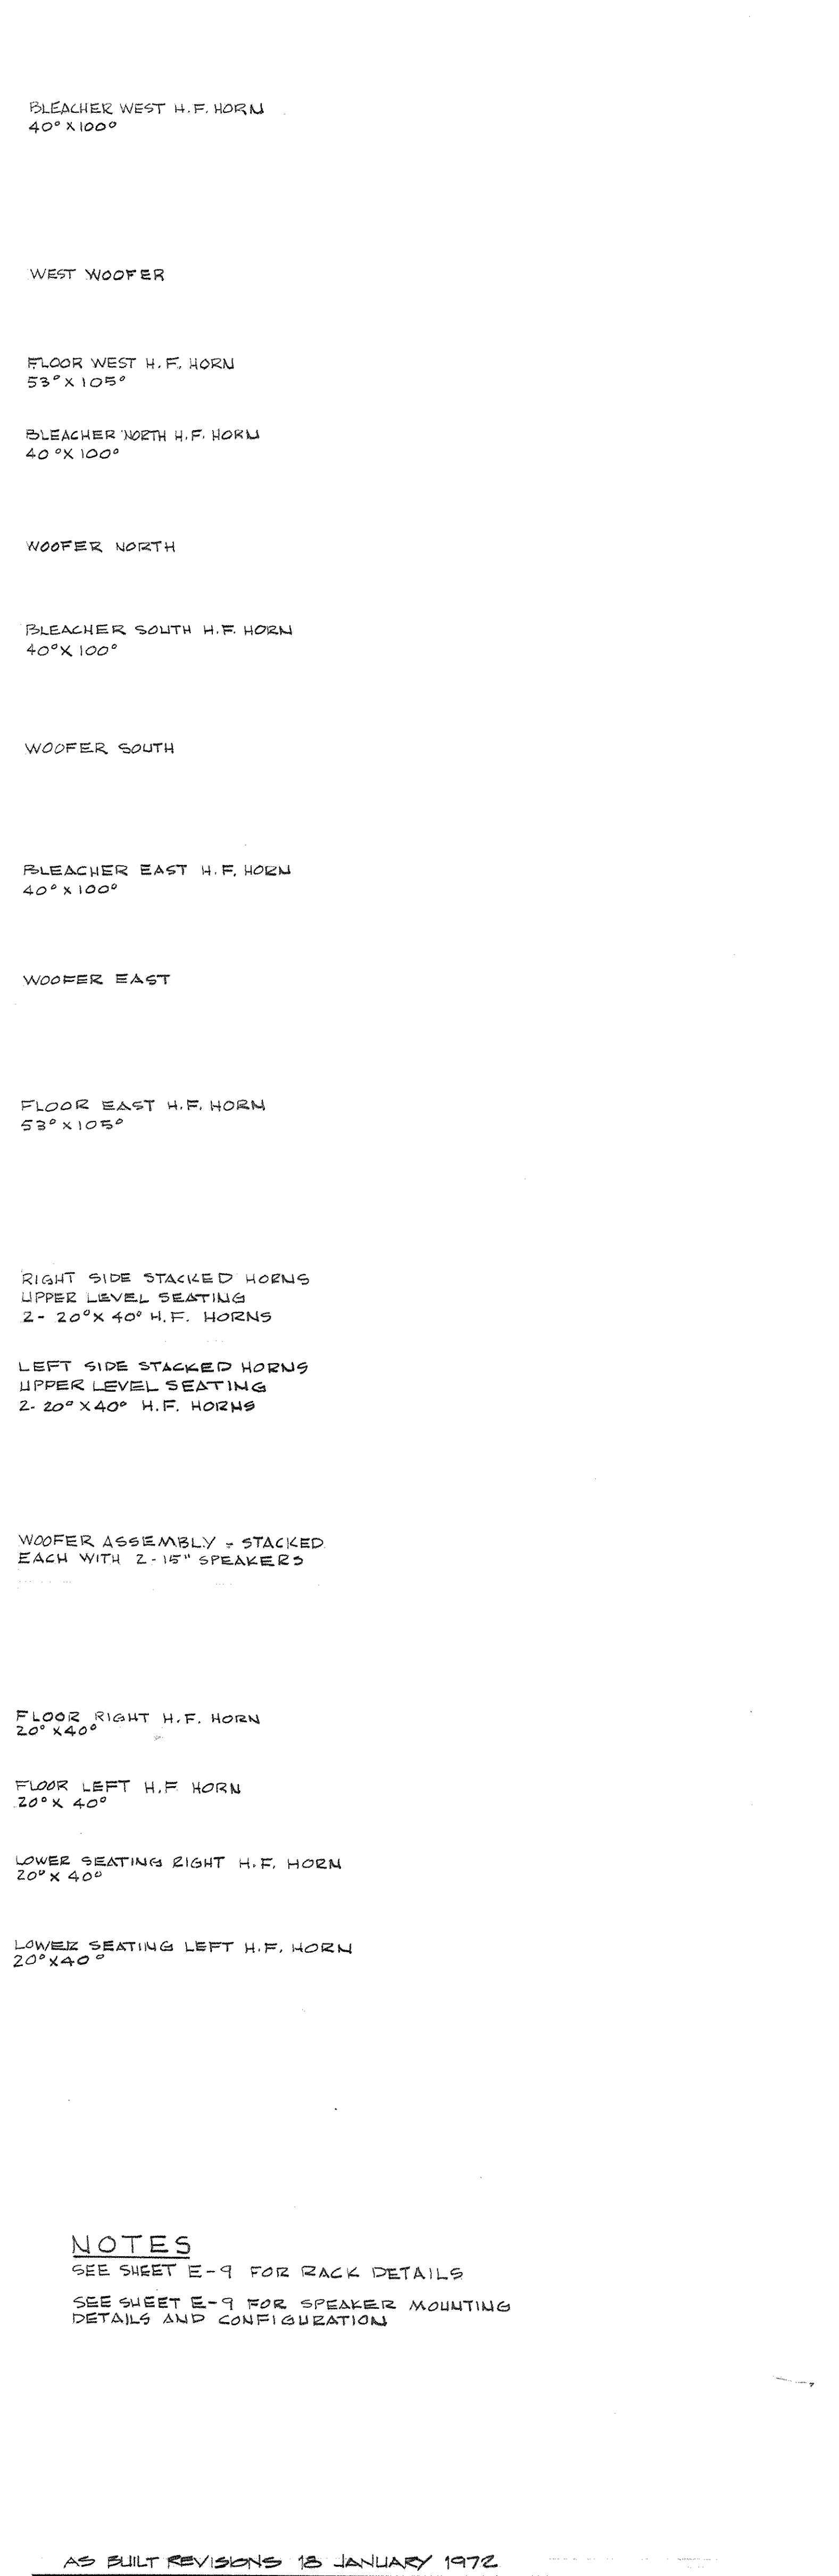 BLEACHER WEST H.F. HORN
40° X 100°
WEST WOOFER
FLOOR WEST H.F. HORN
53° X 105°
BLEACHER NORTH H.F. HORN
40°X 100°
WOOFER NORTH
BLEACHER SOUTH H.F. HORN
40°X 100°
WOOFER SOUTH
BLEACHER EAST H.F. HORN
40° X 100°
WOOFER EAST
FLOOR EAST H.F. HORN
53° X 105°
RIGHT SIDE STACKED HORNS
UPPER LEVEL SEATING
2- 20°X 40° H.F. HORNS
LEFT SIDE STACKED HORNS
UPPER LEVEL SEATING
2- 20° X 40° H.F. HORNS
WOOFER ASSEMBLY - STACKED
EACH WITH 2-15" SPEAKERS
FLOOR RIGHT H.F. HORN
20° X40°
FLOOR LEFT H.F HORN
20° X 40°
LOWER SEATING RIGHT H.F. HORN
20° X 40°
LOWER SEATING LEFT H.F. HORN
20°X40°
NOTES
SEE SHEET E-9 FOR RACK DETAILS
SEE SHEET E-9 FOR SPEAKER MOUNTING
DETAILS AND CONFIGURATION
AS BUILT REVISIONS 18 JANUARY 1972